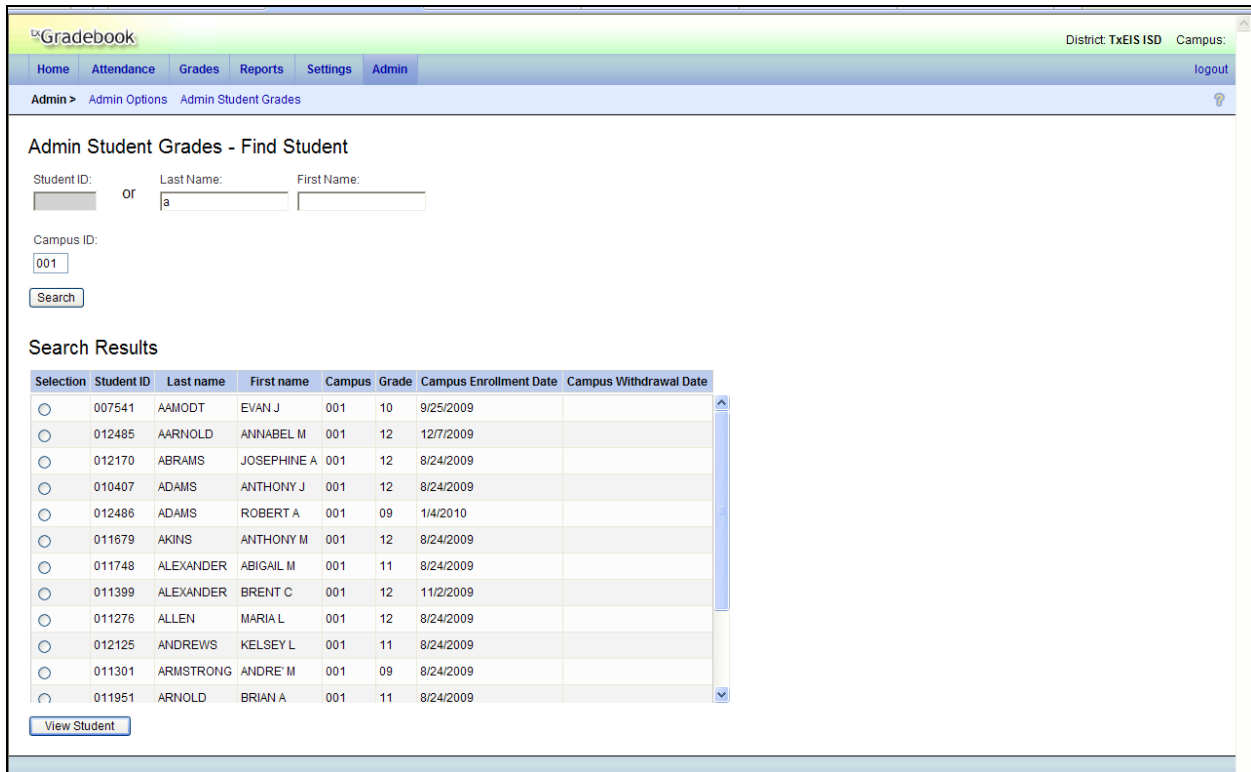 txGradebook
District: TxEIS ISD Campus:
Home Attendance Grades Reports Settings Admin logout
Admin > Admin Options Admin Student Grades ?
Admin Student Grades - Find Student
Student ID: or Last Name: First Name:
a
Campus ID:
001
Search
Search Results
Selection Student ID Last name First name Campus Grade Campus Enrollment Date Campus Withdrawal Date
007541 AAMODT EVAN J 001 10 9/25/2009
012485 AARNOLD ANNABEL M 001 12 12/7/2009
012170 ABRAMS JOSEPHINE A 001 12 8/24/2009
010407 ADAMS ANTHONY J 001 12 8/24/2009
012486 ADAMS ROBERT A 001 09 1/4/2010
011679 AKINS ANTHONY M 001 12 8/24/2009
011748 ALEXANDER ABIGAIL M 001 11 8/24/2009
011399 ALEXANDER BRENT C 001 12 11/2/2009
011276 ALLEN MARIA L 001 12 8/24/2009
012125 ANDREWS KELSEY L 001 11 8/24/2009
011301 ARMSTRONG ANDRE' M 001 09 8/24/2009
011951 ARNOLD BRIAN A 001 11 8/24/2009
View Student